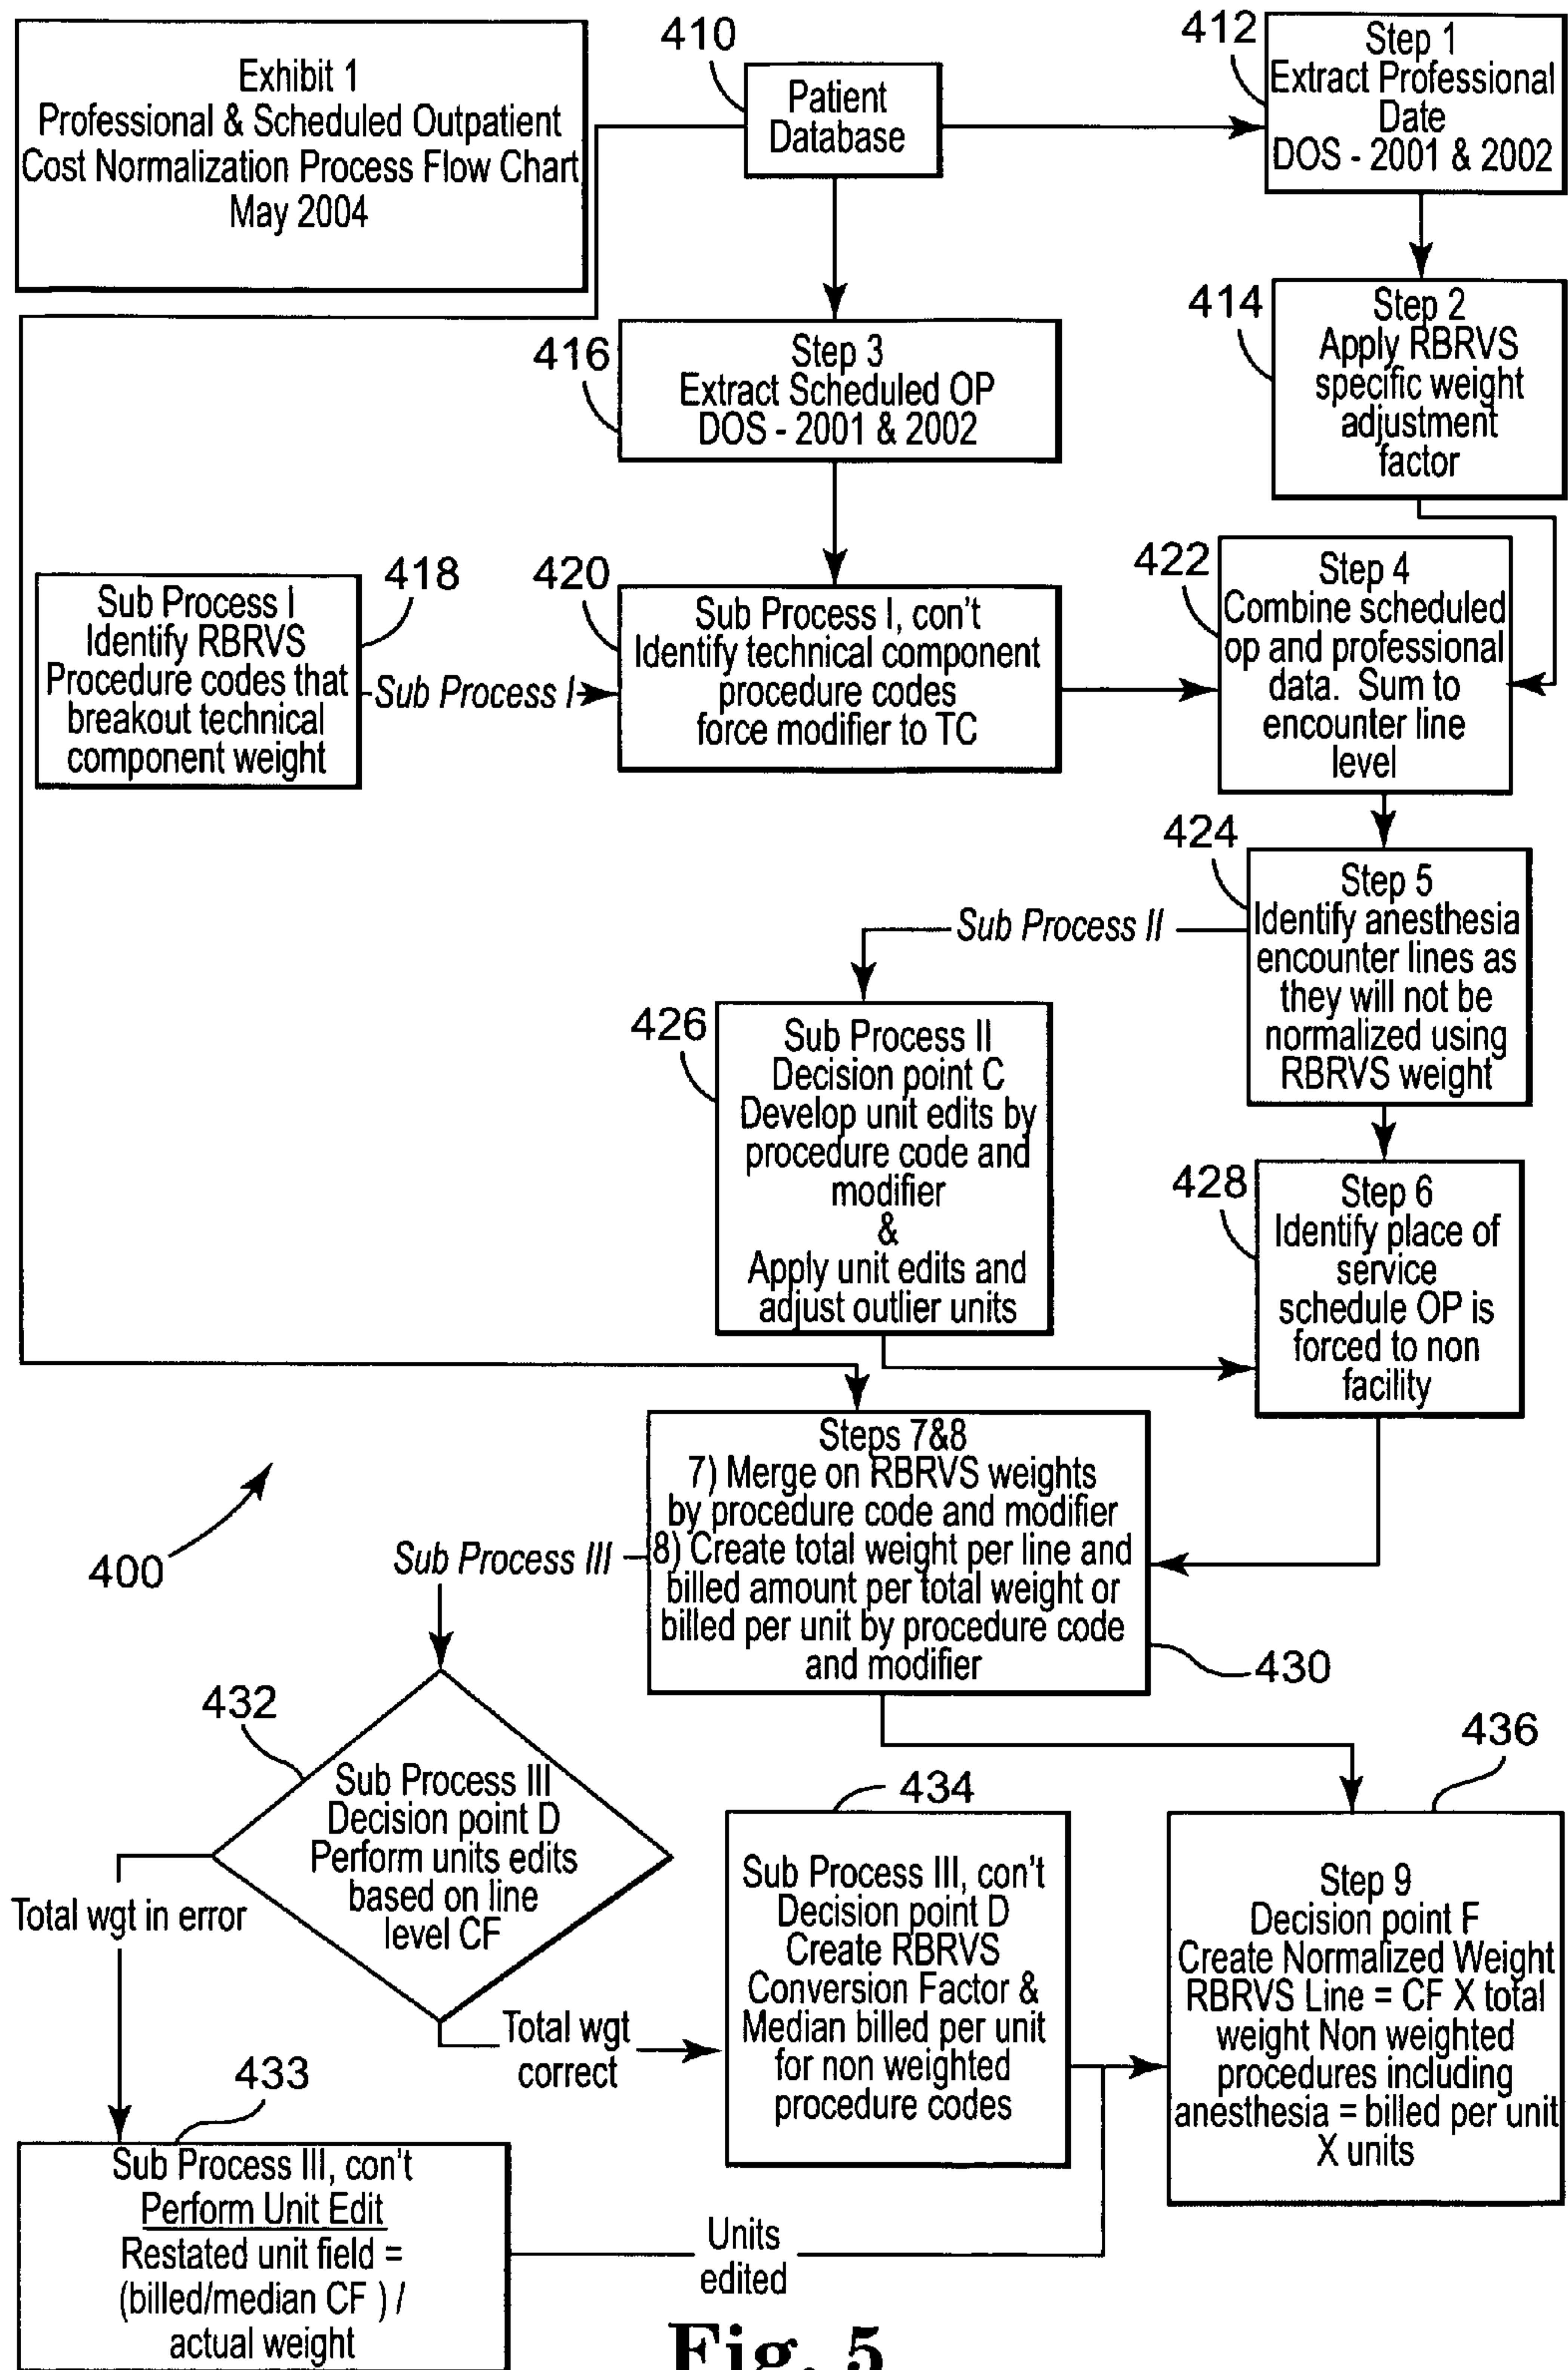 Exhibit 1
Professional & Scheduled Outpatient
Cost Normalization Process Flow Chart
May 2004
410
Patient
Database
412
Step 1
Extract Professional
Date
DOS - 2001 & 2002
414
Step 2
Apply RBRVS
specific weight
adjustment
factor
416
Step 3
Extract Scheduled OP
DOS - 2001 & 2002
418
Sub Process I
Identify RBRVS
Procedure codes that
breakout technical
component weight
Sub Process I
420
Sub Process I, con't
Identify technical component
procedure codes
force modifier to TC
422
Step 4
Combine scheduled
op and professional
data. Sum to
encounter line
level
424
Step 5
Identify anesthesia
encounter lines as
they will not be
normalized using
RBRVS weight
Sub Process II
426
Sub Process II
Decision point C
Develop unit edits by
procedure code and
modifier
&
Apply unit edits and
adjust outlier units
428
Step 6
Identify place of
service
schedule OP is
forced to non
facility
400
Steps 7&8
7) Merge on RBRVS weights
by procedure code and modifier
8) Create total weight per line and
billed amount per total weight or
billed per unit by procedure code
and modifier
430
Sub Process III
432
Sub Process III
Decision point D
Perform units edits
based on line
level CF
Total wgt in error
Total wgt
correct
434
Sub Process III, con't
Decision point D
Create RBRVS
Conversion Factor &
Median billed per unit
for non weighted
procedure codes
436
Step 9
Decision point F
Create Normalized Weight
RBRVS Line = CF X total
weight Non weighted
procedures including
anesthesia = billed per unit
X units
433
Sub Process III, con't
Perform Unit Edit
Restated unit field =
(billed/median CF ) /
actual weight
Units
edited
Fig. 5